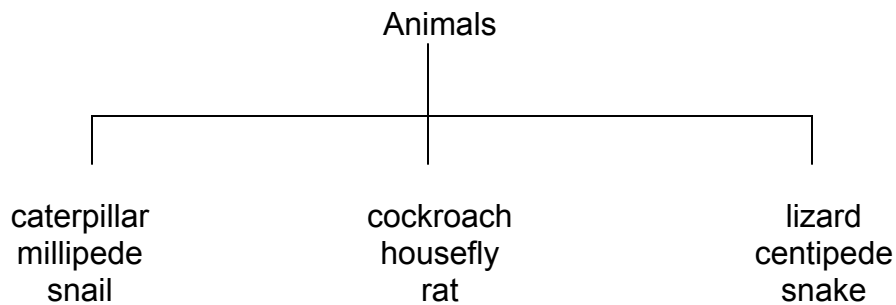 Animals
caterpillar
millipede
snail
cockroach
housefly
rat
lizard
centipede
snake